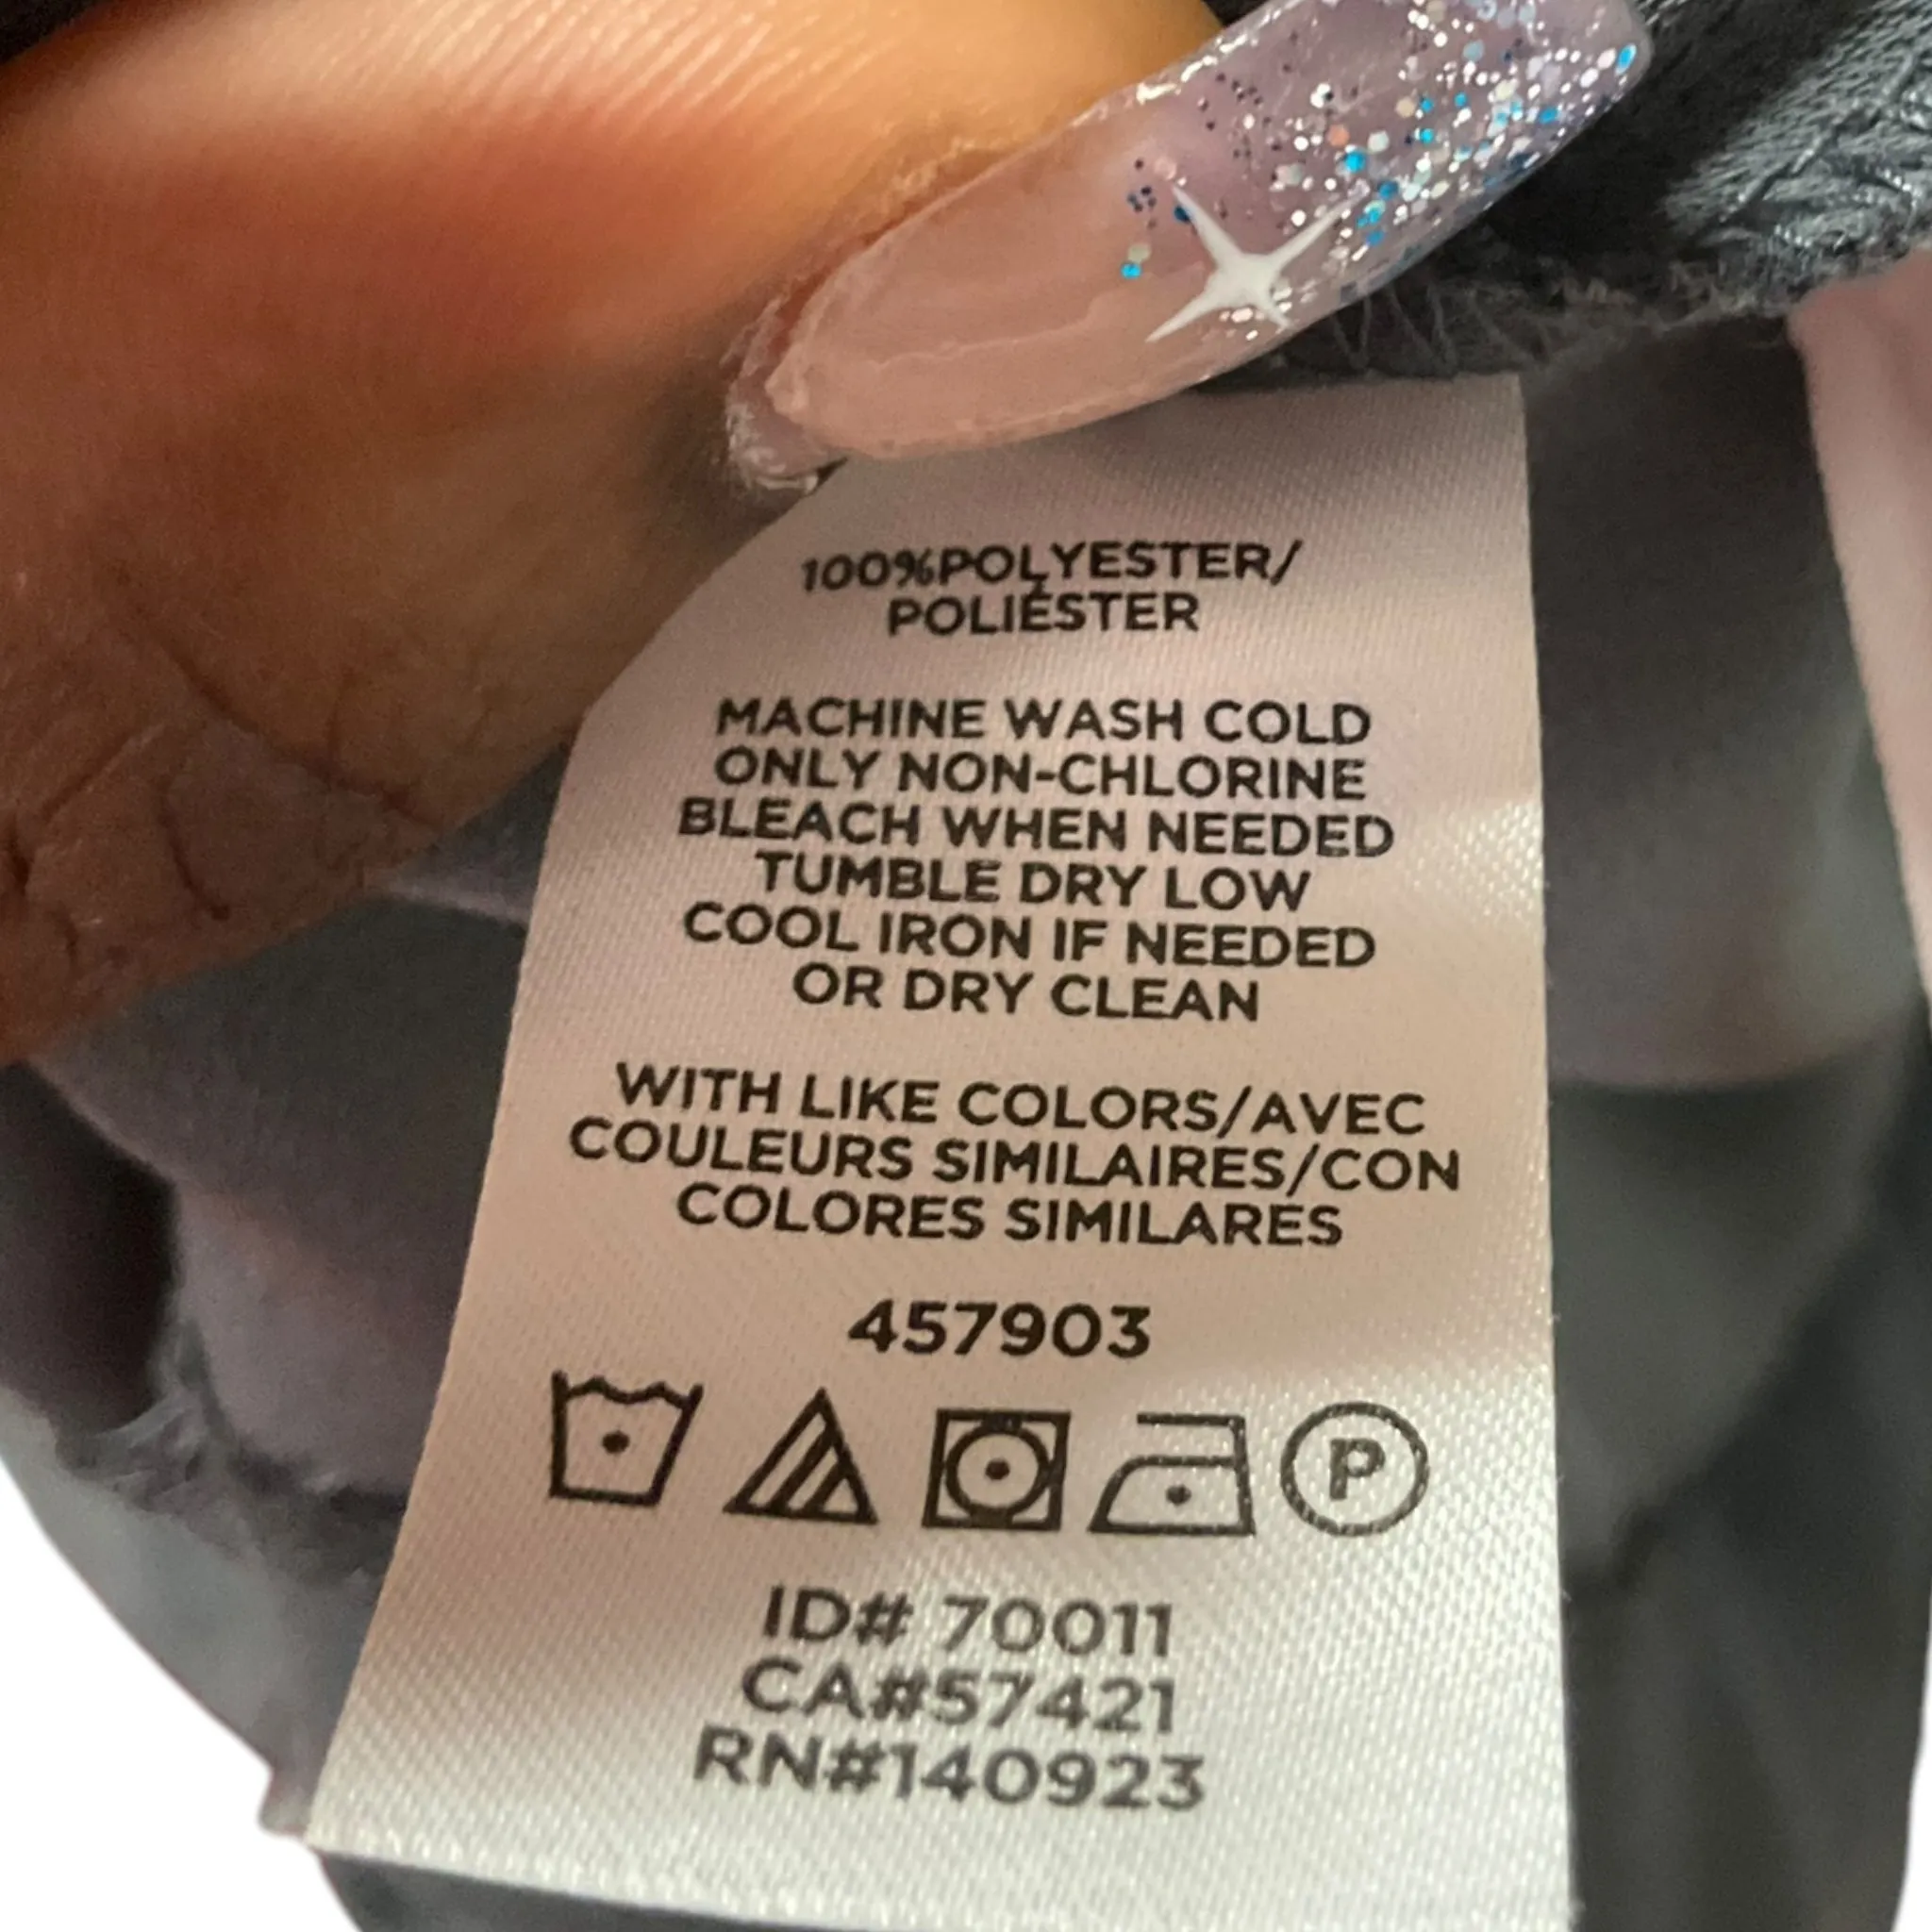 100%POLYESTER/
POLIÉSTER
MACHINE WASH COLD
ONLY NON-CHLORINE
BLEACH WHEN NEEDED
TUMBLE DRY LOW
COOL IRON IF NEEDED
OR DRY CLEAN
WITH LIKE COLORS/AVEC
COULEURS SIMILAIRES/CON
COLORES SIMILARES
457903
P
ID# 70011
CA#57421
RN#140923